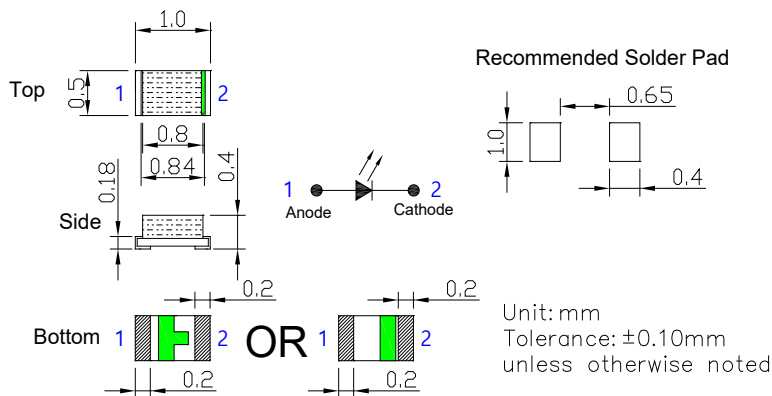 1.0
Top
0.5
1
2
0.8
0.84
0.4
0.18
Side
Recommended Solder Pad
0.65
1.0
0.4
1
2
Anode
Cathode
0.2
Bottom
1
2
OR
1
2
0.2
0.2
0.2
Unit: mm
Tolerance: ±0.10mm
unless otherwise noted